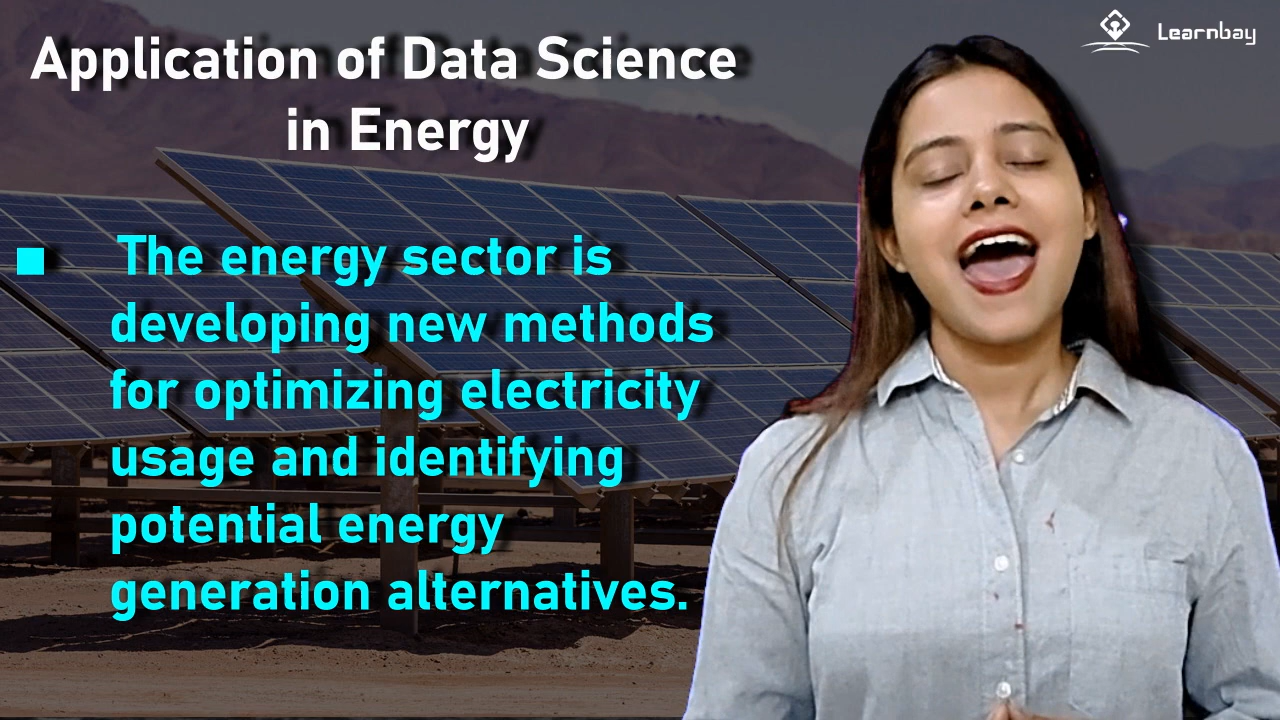 Learnbay
Application of Data Science
in Energy
■ The energy sector is
developing new methods
for optimizing electricity
usage and identifying
potential energy
generation alternatives.